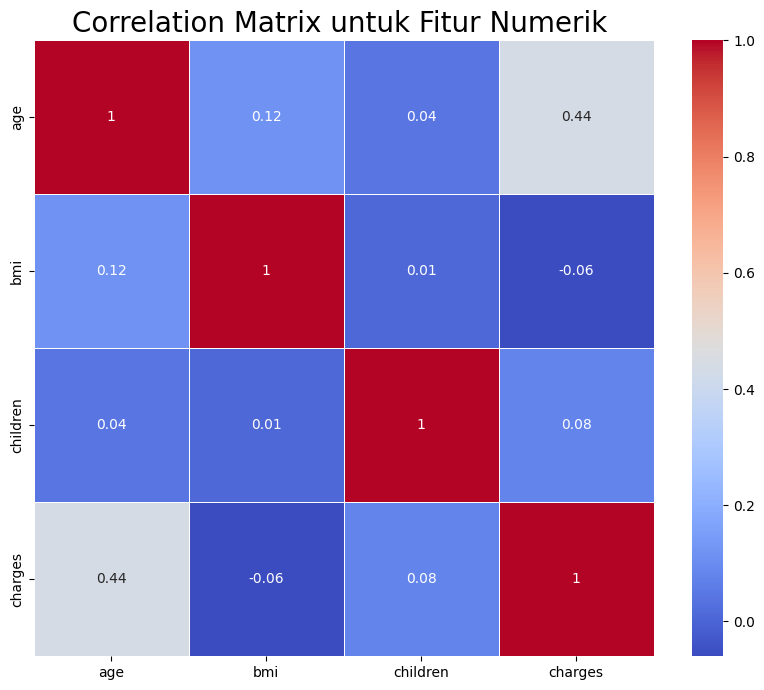 Correlation Matrix untuk Fitur Numerik
age 1 0.12 0.04 0.44
bmi 0.12 1 0.01 -0.06
children 0.04 0.01 1 0.08
charges 0.44 -0.06 0.08 1
age bmi children charges
1.0
0.8
0.6
0.4
0.2
0.0